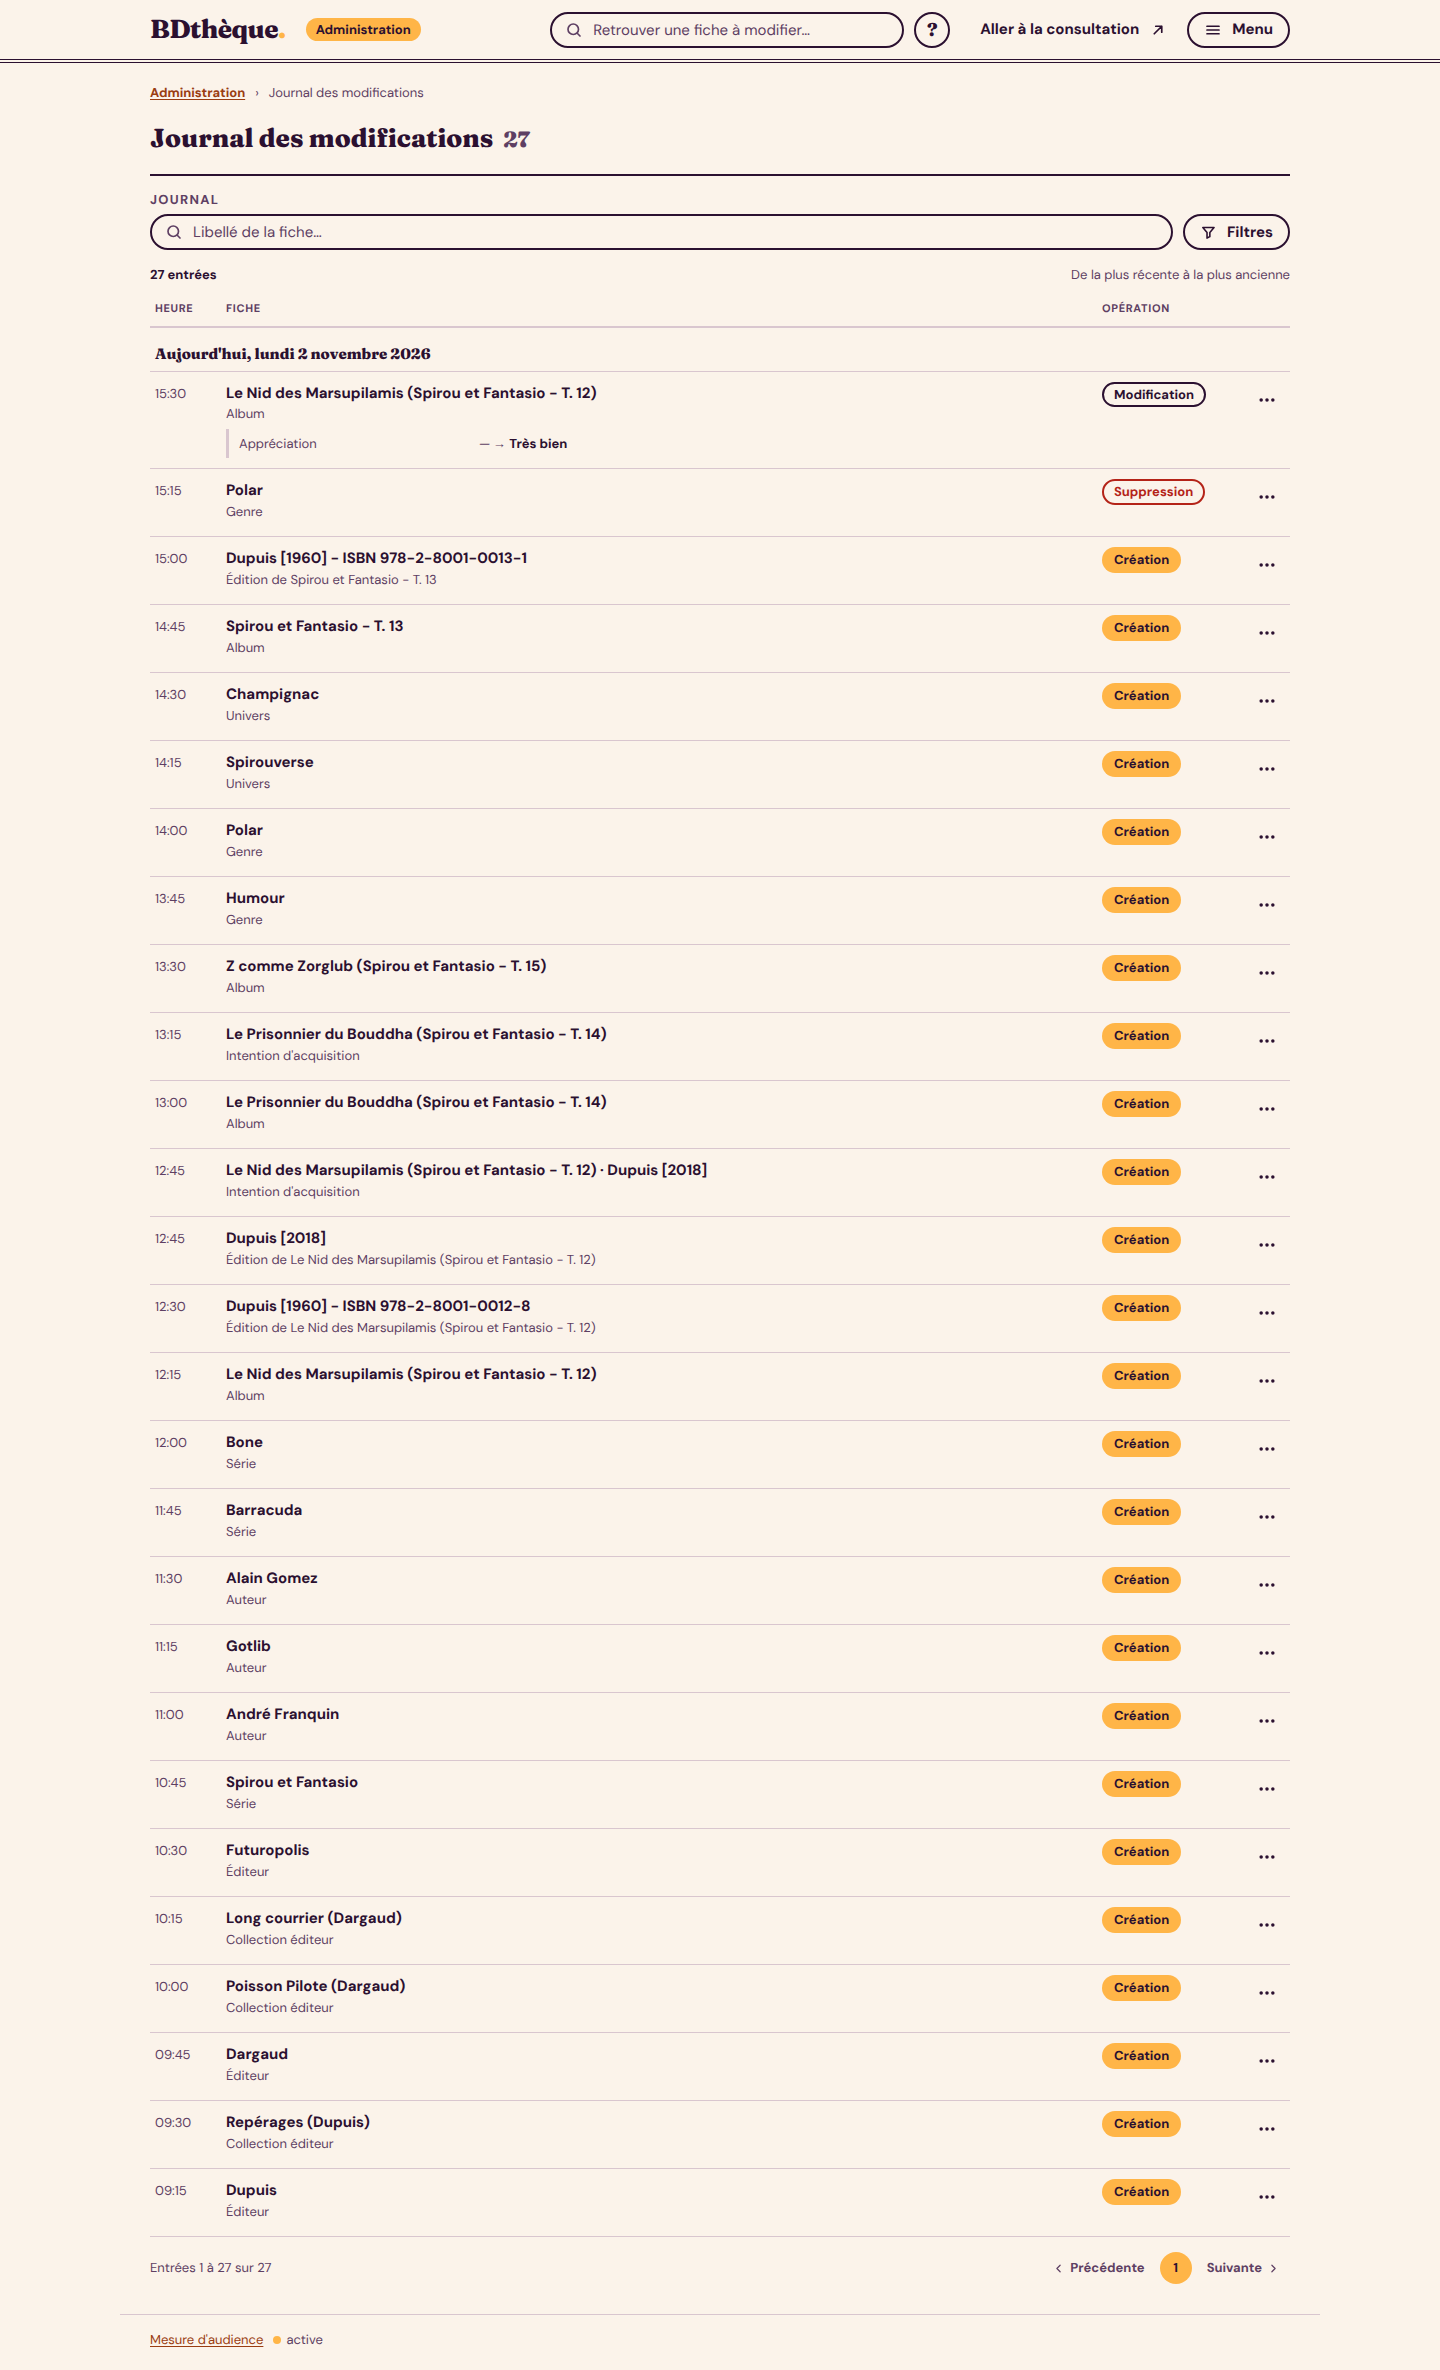 BDthèque. Administration Retrouver une fiche à modifier... ? Aller à la consultation Menu
Administration › Journal des modifications
Journal des modifications 27
JOURNAL
Libellé de la fiche... Filtres
27 entrées De la plus récente à la plus ancienne
HEURE FICHE OPÉRATION
Aujourd'hui, lundi 2 novembre 2026
15:30 Le Nid des Marsupilamis (Spirou et Fantasio - T. 12) Modification
Album
Appréciation — → Très bien
15:15 Polar Suppression
Genre
15:00 Dupuis [1960] - ISBN 978-2-8001-0013-1 Création
Édition de Spirou et Fantasio - T. 13
14:45 Spirou et Fantasio - T. 13 Création
Album
14:30 Champignac Création
Univers
14:15 Spirouverse Création
Univers
14:00 Polar Création
Genre
13:45 Humour Création
Genre
13:30 Z comme Zorglub (Spirou et Fantasio - T. 15) Création
Album
13:15 Le Prisonnier du Bouddha (Spirou et Fantasio - T. 14) Création
Intention d'acquisition
13:00 Le Prisonnier du Bouddha (Spirou et Fantasio - T. 14) Création
Album
12:45 Le Nid des Marsupilamis (Spirou et Fantasio - T. 12) · Dupuis [2018] Création
Intention d'acquisition
12:45 Dupuis [2018] Création
Édition de Le Nid des Marsupilamis (Spirou et Fantasio - T. 12)
12:30 Dupuis [1960] - ISBN 978-2-8001-0012-8 Création
Édition de Le Nid des Marsupilamis (Spirou et Fantasio - T. 12)
12:15 Le Nid des Marsupilamis (Spirou et Fantasio - T. 12) Création
Album
12:00 Bone Création
Série
11:45 Barracuda Création
Série
11:30 Alain Gomez Création
Auteur
11:15 Gotlib Création
Auteur
11:00 André Franquin Création
Auteur
10:45 Spirou et Fantasio Création
Série
10:30 Futuropolis Création
Éditeur
10:15 Long courrier (Dargaud) Création
Collection éditeur
10:00 Poisson Pilote (Dargaud) Création
Collection éditeur
09:45 Dargaud Création
Éditeur
09:30 Repérages (Dupuis) Création
Collection éditeur
09:15 Dupuis Création
Éditeur
Entrées 1 à 27 sur 27 ‹ Précédente 1 Suivante ›
Mesure d'audience active